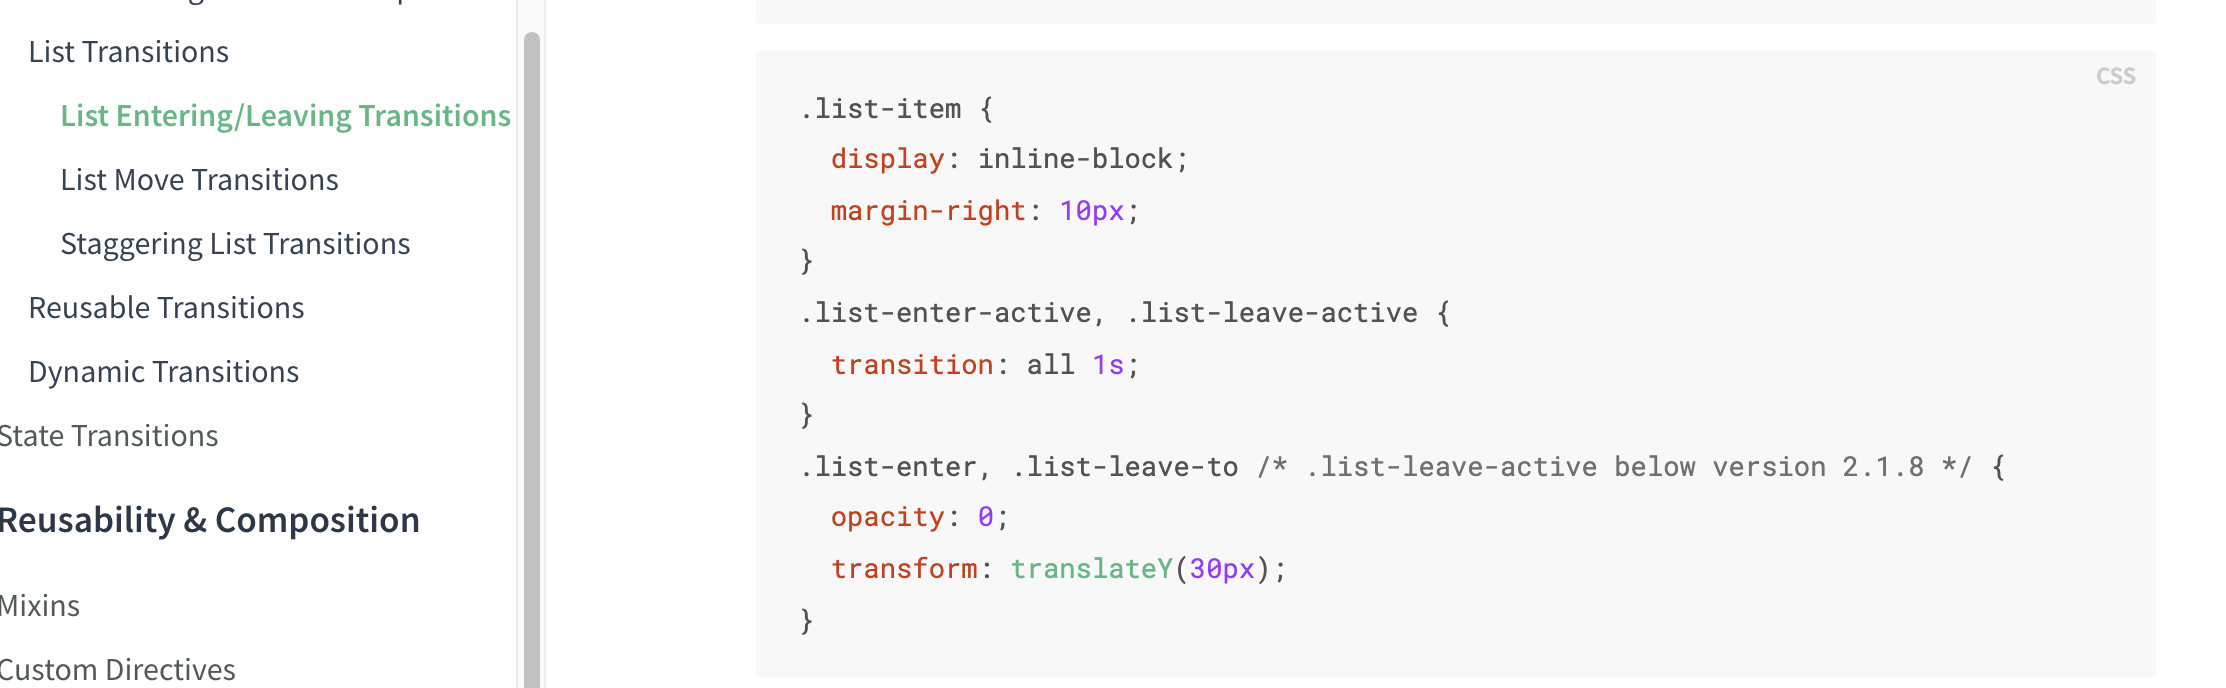 List Transitions
List Entering/Leaving Transitions
List Move Transitions
Staggering List Transitions
Reusable Transitions
Dynamic Transitions
State Transitions
Reusability & Composition
Mixins
Custom Directives
CSS
.list-item {
  display: inline-block;
  margin-right: 10px;
}
.list-enter-active, .list-leave-active {
  transition: all 1s;
}
.list-enter, .list-leave-to /* .list-leave-active below version 2.1.8 */ {
  opacity: 0;
  transform: translateY(30px);
}